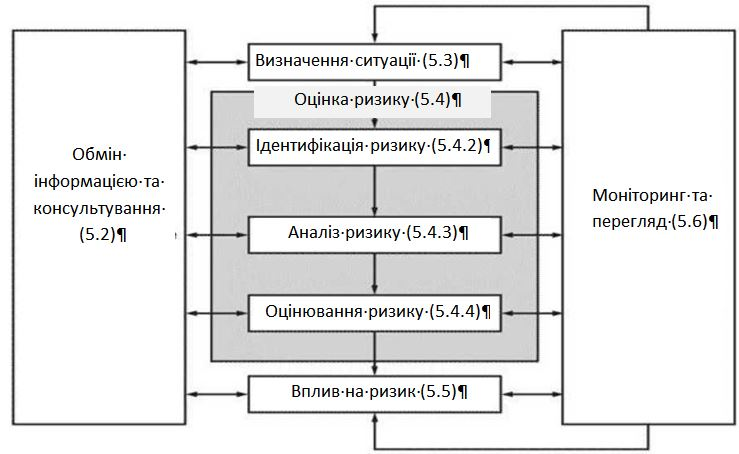 Визначення·ситуації·(5.3)¶
Оцінка·ризику·(5.4)¶
Ідентифікація·ризику·(5.4.2)¶
Аналіз·ризику·(5.4.3)¶
Оцінювання·ризику·(5.4.4)¶
Вплив·на·ризик·(5.5)¶
Обмін·
інформацією·та·
консультування·
(5.2)¶
Моніторинг·та·
перегляд·(5.6)¶